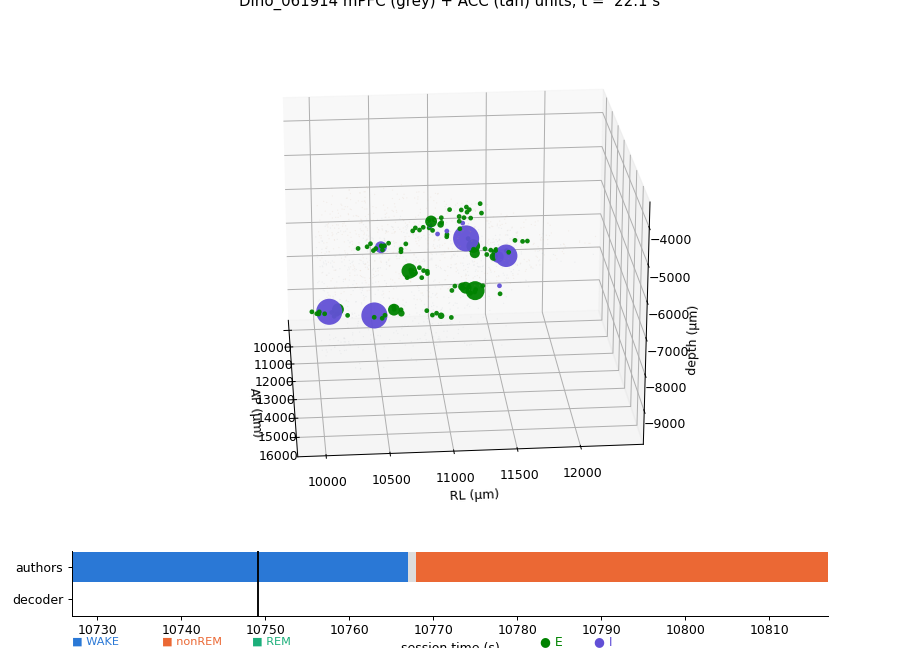 Dino_061914 mPFC (grey) + ACC (tan) units, t = 22.1 s
−4000
−5000
−6000
−7000
−8000
−9000
depth (μm)
10000
11000
12000
13000
14000
15000
16000
AP (μm)
10000
10500
11000
11500
12000
RL (μm)
authors
decoder
10730
10740
10750
10760
10770
10780
10790
10800
10810
WAKE
nonREM
REM
session time (s)
E
I